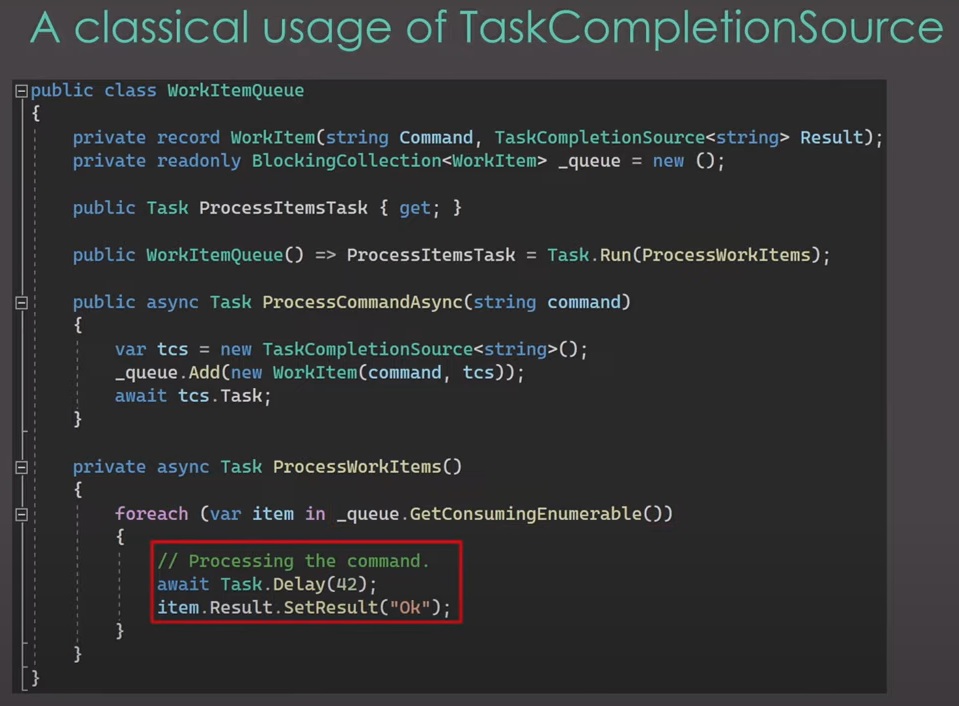 A classical usage of TaskCompletionSource
public class WorkItemQueue
{
private record WorkItem(string Command, TaskCompletionSource<string> Result);
private readonly BlockingCollection<WorkItem> _queue = new ();
public Task ProcessItemsTask { get; }
public WorkItemQueue() => ProcessItemsTask = Task.Run(ProcessWorkItems);
public async Task ProcessCommandAsync(string command)
{
var tcs = new TaskCompletionSource<string>();
_queue.Add(new WorkItem(command, tcs));
await tcs.Task;
}
private async Task ProcessWorkItems()
{
foreach (var item in _queue.GetConsumingEnumerable())
{
// Processing the command.
await Task.Delay(42);
item.Result.SetResult("Ok");
}
}
}